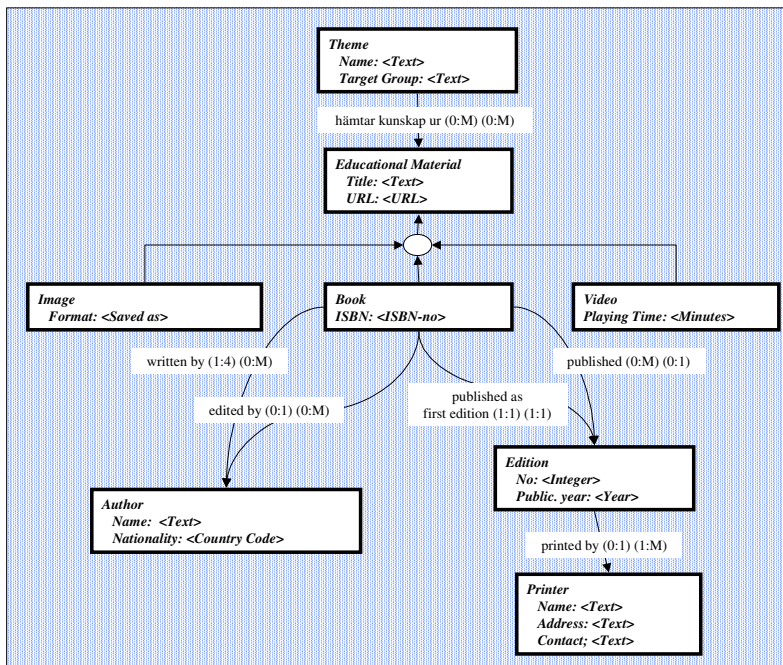 Theme
Name: <Text>
Target Group: <Text>
hämtar kunskap ur (0:M) (0:M)
Educational Material
Title: <Text>
URL: <URL>
Image
Format: <Saved as>
Book
ISBN: <ISBN-no>
Video
Playing Time: <Minutes>
written by (1:4) (0:M)
published (0:M) (0:1)
edited by (0:1) (0:M)
published as
first edition (1:1) (1:1)
Edition
No: <Integer>
Public. year: <Year>
Author
Name: <Text>
Nationality: <Country Code>
printed by (0:1) (1:M)
Printer
Name: <Text>
Address: <Text>
Contact; <Text>